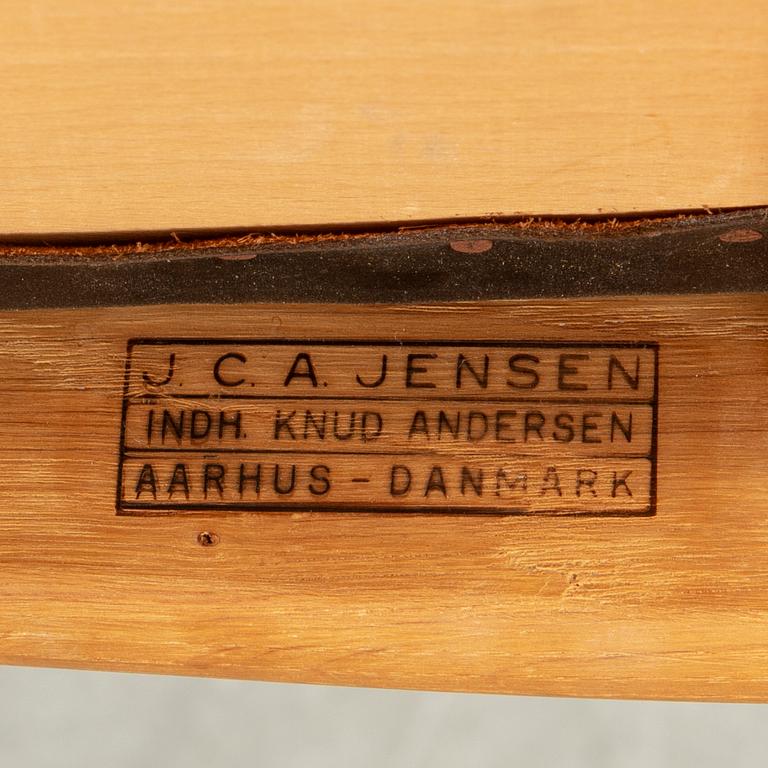 J. C. A. JENSEN
INDH. KNUD ANDERSEN
AARHUS - DANMARK